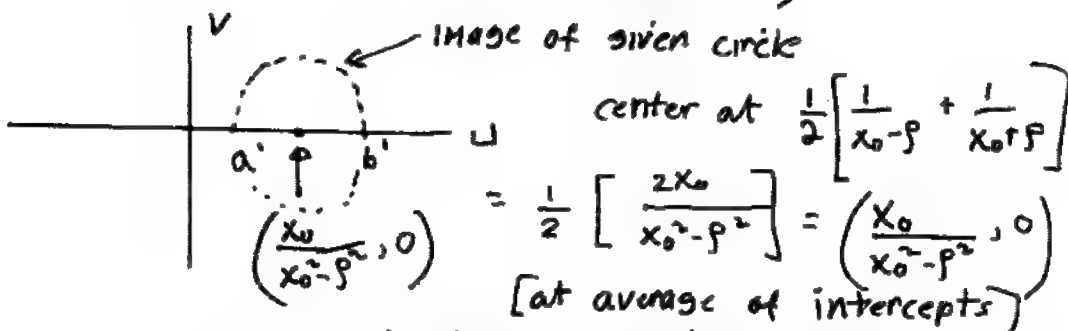 V
image of given circle
center at 1/2 [ 1/(x₀-ρ) + 1/(x₀+ρ) ]
u
a' b'
= 1/2 [ 2x₀/(x₀²-ρ²) ] = ( x₀/(x₀²-ρ²) , 0 )
( x₀/(x₀²-ρ²) , 0 )
[at average of intercepts]